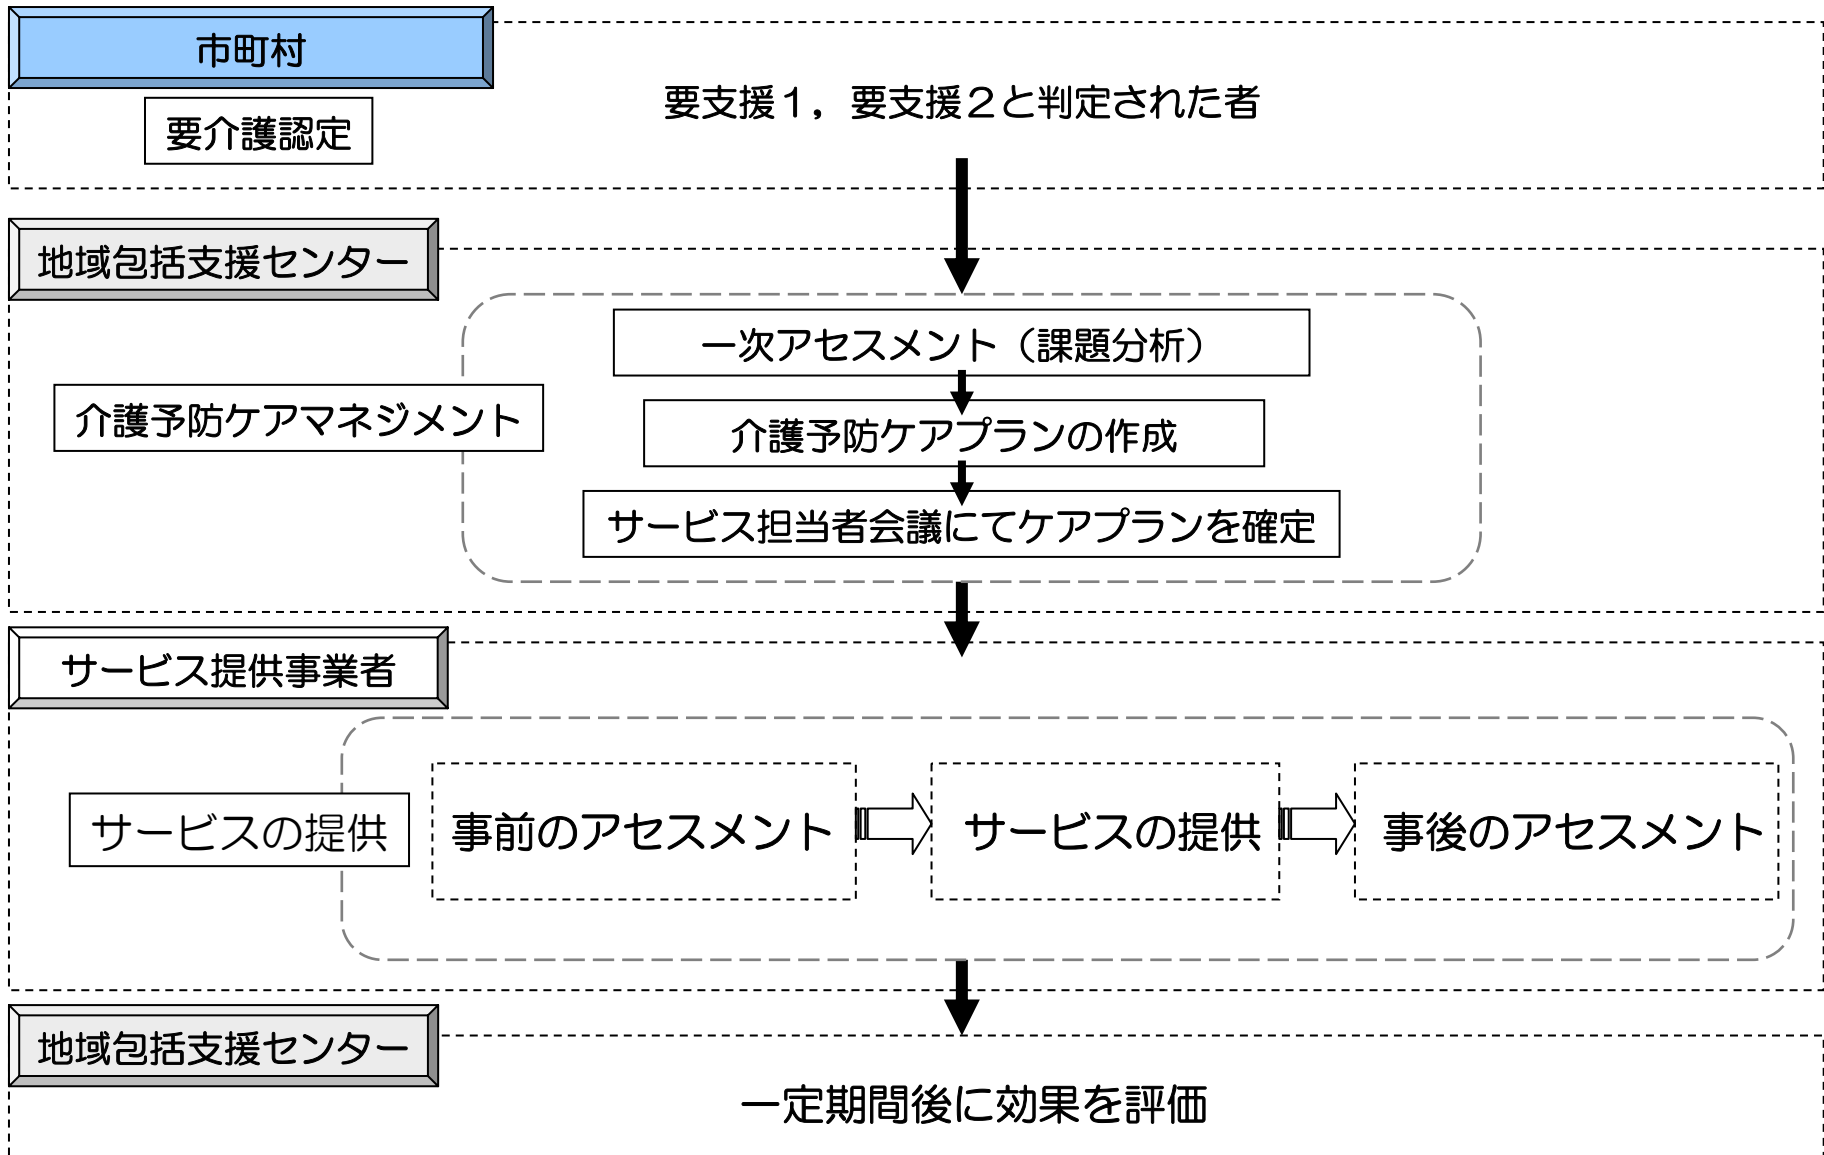 市町村
要支援１，要支援２と判定された者
要介護認定
地域包括支援センター
一次アセスメント（課題分析）
介護予防ケアマネジメント
介護予防ケアプランの作成
サービス担当者会議にてケアプランを確定
サービス提供事業者
サービスの提供
事前のアセスメント
サービスの提供
事後のアセスメント
地域包括支援センター
一定期間後に効果を評価